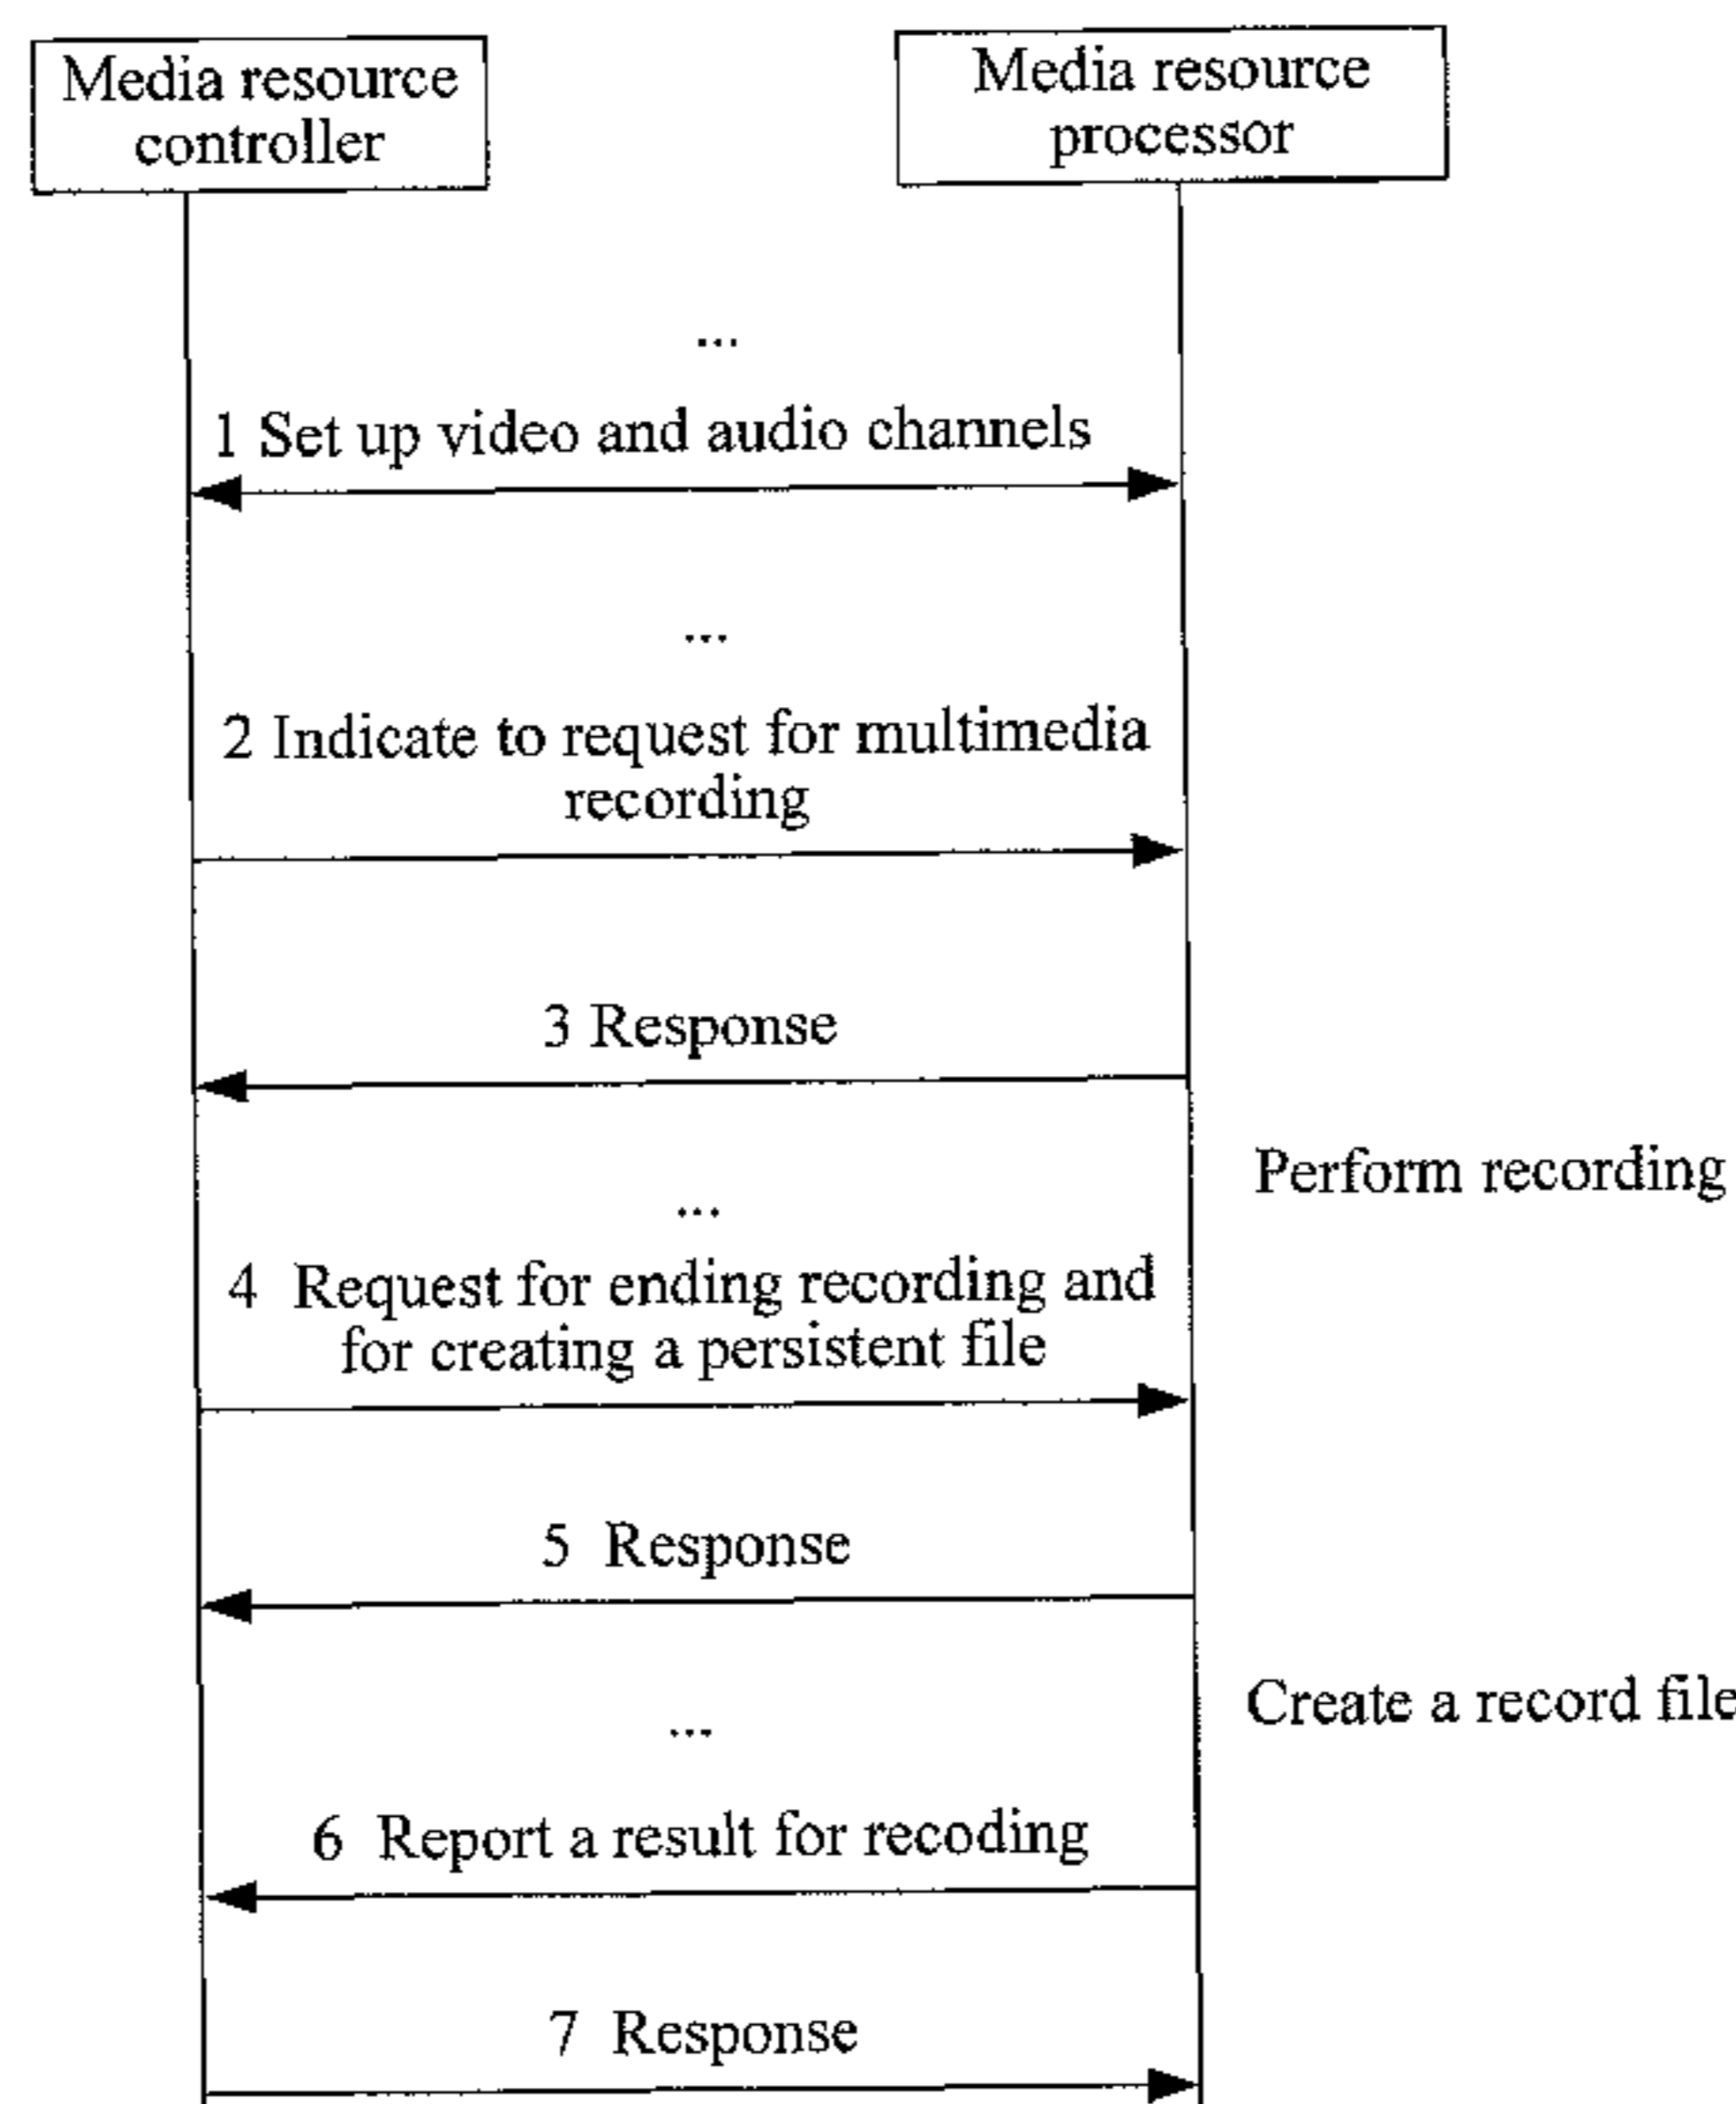 Media resource
controller
Media resource
processor
...
1 Set up video and audio channels
...
2 Indicate to request for multimedia
recording
3 Response
Perform recording
...
4 Request for ending recording and
for creating a persistent file
5 Response
Create a record file
...
6 Report a result for recoding
7 Response